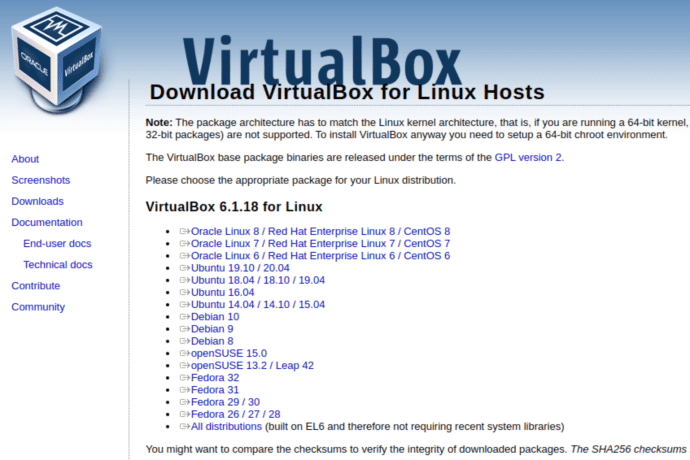 ORACLE
VirtualBox
VirtualBox
Download VirtualBox for Linux Hosts
Note: The package architecture has to match the Linux kernel architecture, that is, if you are running a 64-bit kernel,
32-bit packages) are not supported. To install VirtualBox anyway you need to setup a 64-bit chroot environment.
The VirtualBox base package binaries are released under the terms of the GPL version 2.
Please choose the appropriate package for your Linux distribution.
VirtualBox 6.1.18 for Linux
Oracle Linux 8 / Red Hat Enterprise Linux 8 / CentOS 8
Oracle Linux 7 / Red Hat Enterprise Linux 7 / CentOS 7
Oracle Linux 6 / Red Hat Enterprise Linux 6 / CentOS 6
Ubuntu 19.10 / 20.04
Ubuntu 18.04 / 18.10 / 19.04
Ubuntu 16.04
Ubuntu 14.04 / 14.10 / 15.04
Debian 10
Debian 9
Debian 8
openSUSE 15.0
openSUSE 13.2 / Leap 42
Fedora 32
Fedora 31
Fedora 29 / 30
Fedora 26 / 27 / 28
All distributions (built on EL6 and therefore not requiring recent system libraries)
You might want to compare the checksums to verify the integrity of downloaded packages. The SHA256 checksums
About
Screenshots
Downloads
Documentation
End-user docs
Technical docs
Contribute
Community